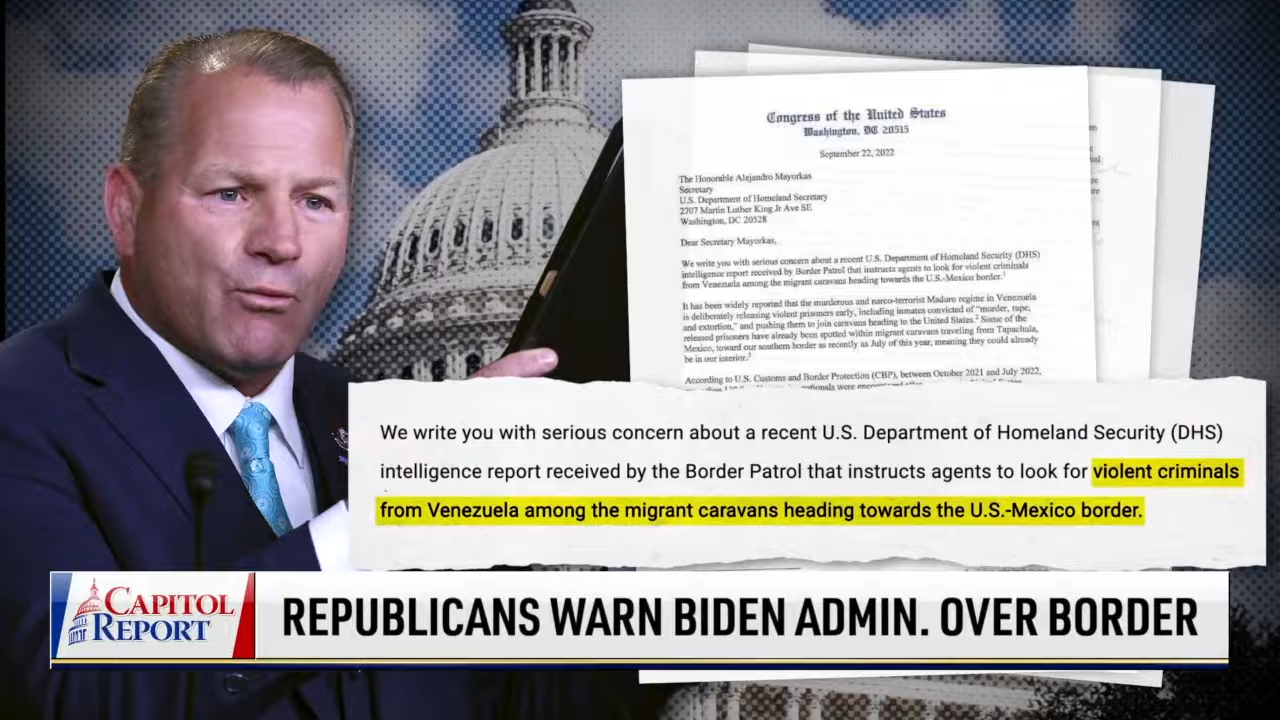 Congress of the United States
Washington, DC 20515
September 22, 2022
The Honorable Alejandro Mayorkas
Secretary
U.S. Department of Homeland Secretary
2707 Martin Luther King Jr Ave SE
Washington, DC 20528
Dear Secretary Mayorkas,
We write you with serious concern about a recent U.S. Department of Homeland Security (DHS)
intelligence report received by Border Patrol that instructs agents to look for violent criminals
from Venezuela among the migrant caravans heading towards the U.S.-Mexico border.1
It has been widely reported that the murderous and narco-terrorist Maduro regime in Venezuela
is deliberately releasing violent prisoners early, including inmates convicted of "murder, rape,
and extortion," and pushing them to join caravans heading to the United States.2 Some of the
released prisoners have already been spotted within migrant caravans traveling from Tapachula,
Mexico, toward our southern border as recently as July of this year, meaning they could already
be in our interior.3
According to U.S. Customs and Border Protection (CBP), between October 2021 and July 2022,
We write you with serious concern about a recent U.S. Department of Homeland Security (DHS)
intelligence report received by the Border Patrol that instructs agents to look for violent criminals
from Venezuela among the migrant caravans heading towards the U.S.-Mexico border.
CAPITOL
REPORT
REPUBLICANS WARN BIDEN ADMIN. OVER BORDER